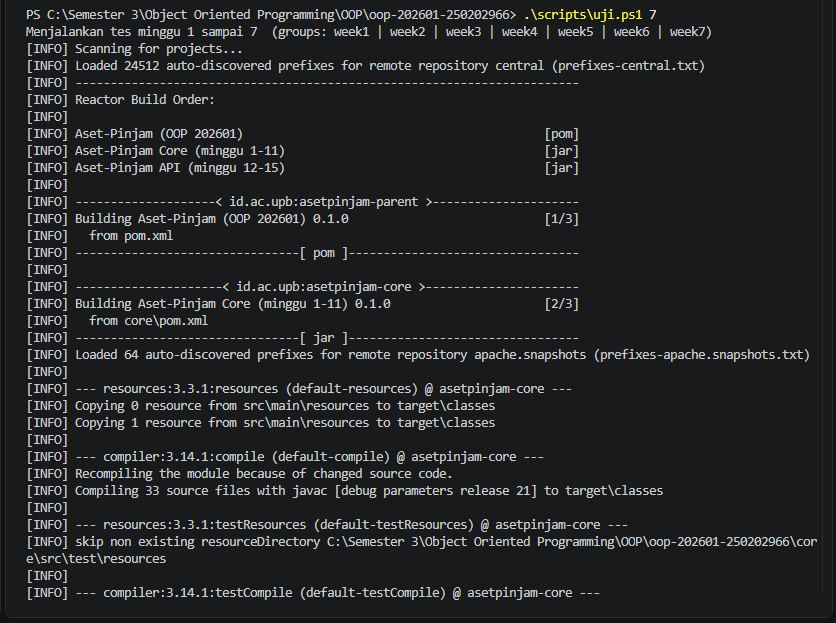 PS C:\Semester 3\Object Oriented Programming\OOP\oop-202601-250202966> .\scripts\uji.ps1 7
Menjalankan tes minggu 1 sampai 7  (groups: week1 | week2 | week3 | week4 | week5 | week6 | week7)
[INFO] Scanning for projects...
[INFO] Loaded 24512 auto-discovered prefixes for remote repository central (prefixes-central.txt)
[INFO] ------------------------------------------------------------------------
[INFO] Reactor Build Order:
[INFO]
[INFO] Aset-Pinjam (OOP 202601)                                           [pom]
[INFO] Aset-Pinjam Core (minggu 1-11)                                     [jar]
[INFO] Aset-Pinjam API (minggu 12-15)                                     [jar]
[INFO]
[INFO] --------------------< id.ac.upb:asetpinjam-parent >---------------------
[INFO] Building Aset-Pinjam (OOP 202601) 0.1.0                            [1/3]
[INFO]   from pom.xml
[INFO] --------------------------------[ pom ]---------------------------------
[INFO]
[INFO] ---------------------< id.ac.upb:asetpinjam-core >----------------------
[INFO] Building Aset-Pinjam Core (minggu 1-11) 0.1.0                      [2/3]
[INFO]   from core\pom.xml
[INFO] --------------------------------[ jar ]---------------------------------
[INFO] Loaded 64 auto-discovered prefixes for remote repository apache.snapshots (prefixes-apache.snapshots.txt)
[INFO]
[INFO] --- resources:3.3.1:resources (default-resources) @ asetpinjam-core ---
[INFO] Copying 0 resource from src\main\resources to target\classes
[INFO] Copying 1 resource from src\main\resources to target\classes
[INFO]
[INFO] --- compiler:3.14.1:compile (default-compile) @ asetpinjam-core ---
[INFO] Recompiling the module because of changed source code.
[INFO] Compiling 33 source files with javac [debug parameters release 21] to target\classes
[INFO]
[INFO] --- resources:3.3.1:testResources (default-testResources) @ asetpinjam-core ---
[INFO] skip non existing resourceDirectory C:\Semester 3\Object Oriented Programming\OOP\oop-202601-250202966\cor
e\src\test\resources
[INFO]
[INFO] --- compiler:3.14.1:testCompile (default-testCompile) @ asetpinjam-core ---